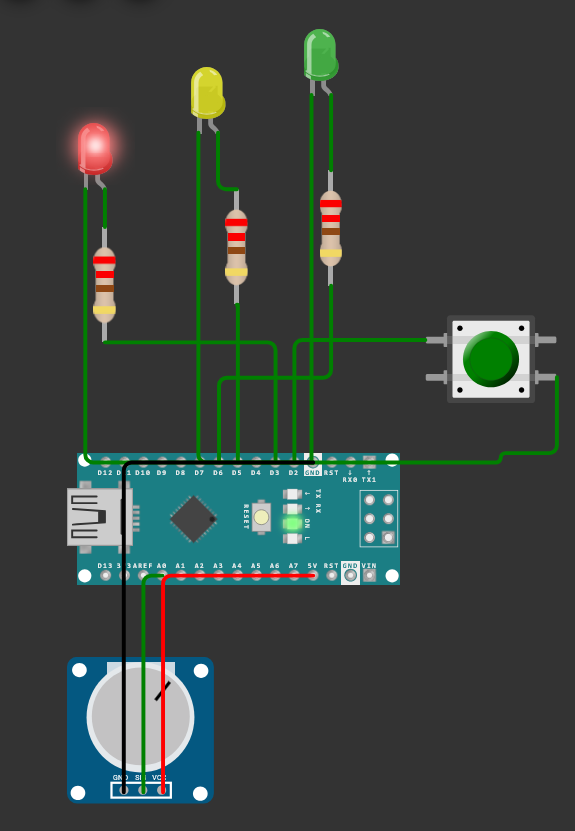 D12 D11 D10 D9 D8 D7 D6 D5 D4 D3 D2 GND RST ↓ ↑
RX0 TX1
RESET
TX RX
↓ ↑ ON L
D13 3V3 AREF A0 A1 A2 A3 A4 A5 A6 A7 5V RST GND VIN
GND SIG VCC